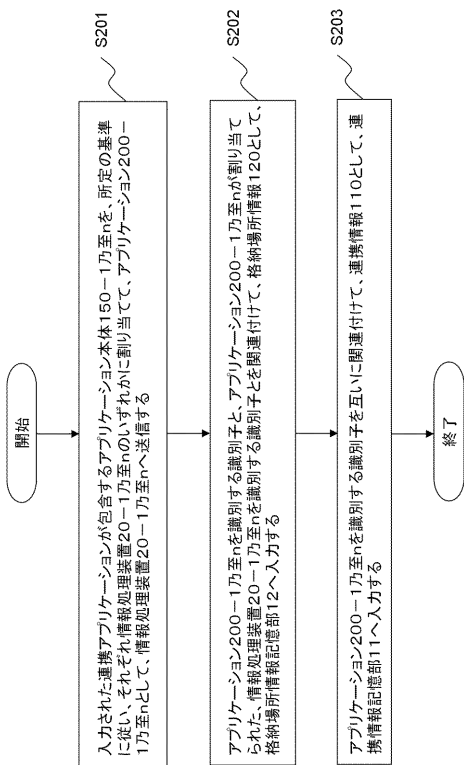 開始
S201
入力された連携アプリケーションが包含するアプリケーション本体150-1乃至nを、所定の基準
に従い、それぞれ情報処理装置20-1乃至nのいずれかに割り当てて、アプリケーション200-
1乃至nとして、情報処理装置20-1乃至nへ送信する
S202
アプリケーション200-1乃至nを識別する識別子と、アプリケーション200-1乃至nが割り当て
られた、情報処理装置20-1乃至nを識別する識別子とを関連付けて、格納場所情報120として、
格納場所情報記憶部12へ入力する
S203
アプリケーション200-1乃至nを識別する識別子を互いに関連付けて、連携情報110として、連
携情報記憶部11へ入力する
終了